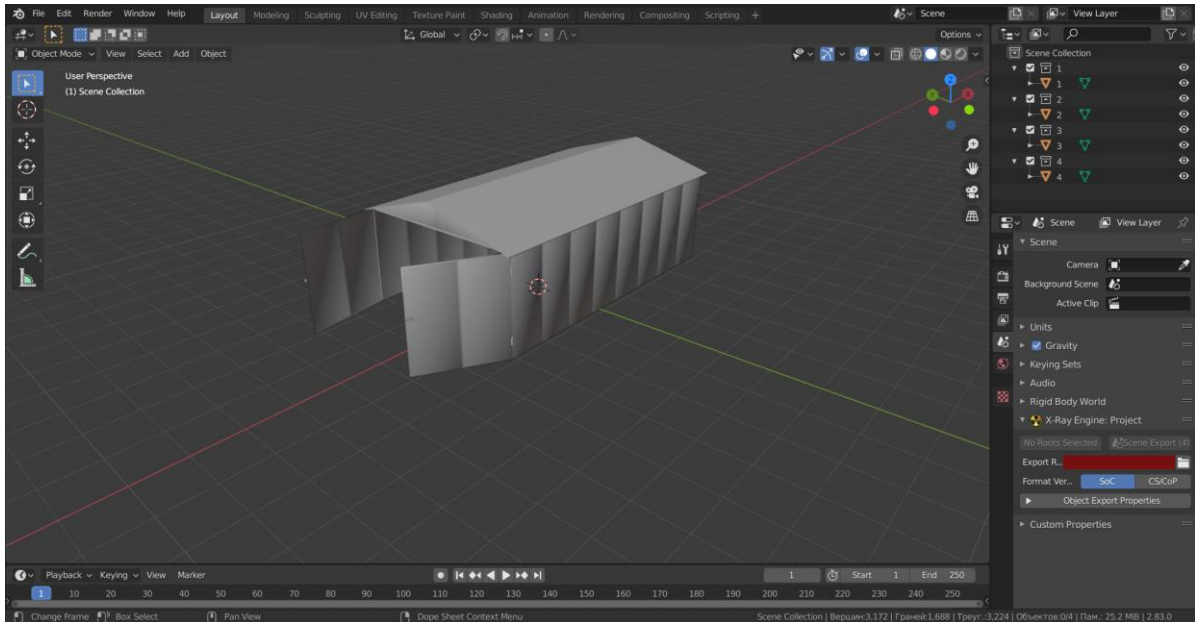 File Edit Render Window Help Layout Modeling Sculpting UV Editing Texture Paint Shading Animation Rendering Compositing Scripting + Scene View Layer
Global Options
Object Mode View Select Add Object
User Perspective
(1) Scene Collection
Z
Y
X
Scene Collection
1
1
2
2
3
3
4
4
Scene View Layer
Scene
Camera
Background Scene
Active Clip
Units
Gravity
Keying Sets
Audio
Rigid Body World
X-Ray Engine: Project
No Roots Selected Scene Export (4)
Export R...
Format Ver... SoC CS/CoP
Object Export Properties
Custom Properties
Playback Keying View Marker 1 Start 1 End 250
1 10 20 30 40 50 60 70 80 90 100 110 120 130 140 150 160 170 180 190 200 210 220 230 240 250
Change Frame Box Select Pan View Dope Sheet Context Menu Scene Collection | Вершин:3,172 | Граней:1,688 | Треуг.:3,224 | Объектов:0/4 | Пам.: 25.2 MiB | 2.83.0